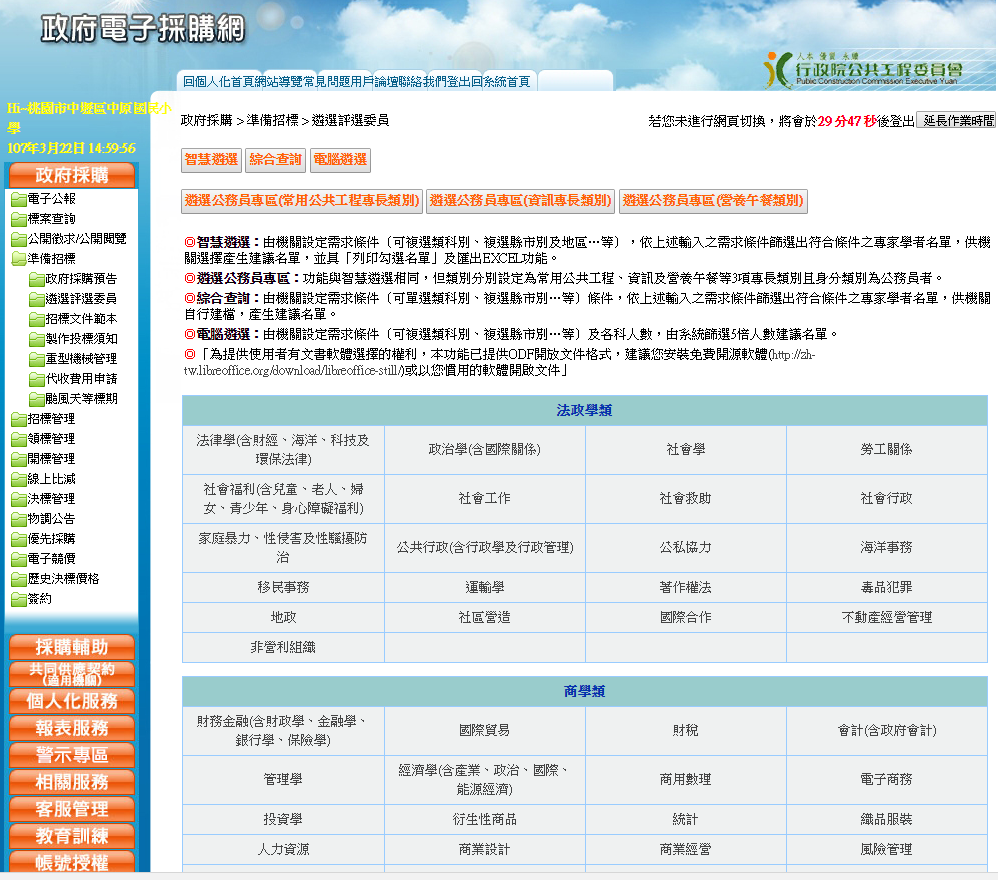 政府電子採購網
人本 優質 永續
行政院公共工程委員會
Public Construction Commission, Executive Yuan
回個人化首頁網站導覽常見問題用戶論壇聯絡我們登出回系統首頁
Hi~桃園市中壢區中原國民小
學
107年3月22日 14:59:56
政府採購 > 準備招標 > 遴選評選委員
若您未進行網頁切換，將會於29 分47 秒後登出 延長作業時間
政府採購
電子公報
標案查詢
公開徵求/公開閱覽
準備招標
政府採購預告
遴選評選委員
招標文件範本
製作投標須知
重型機械管理
代收費用申請
颱風天等標期
招標管理
領標管理
開標管理
線上比減
決標管理
物調公告
優先採購
電子競價
歷史決標價格
簽約
採購輔助
共同供應契約
(適用機關)
個人化服務
報表服務
警示專區
相關服務
客服管理
教育訓練
帳號授權
智慧遴選 綜合查詢 電腦遴選
遴選公務員專區(常用公共工程專長類別) 遴選公務員專區(資訊專長類別) 遴選公務員專區(營養午餐類別)
◎智慧遴選：由機關設定需求條件〔可複選類科別、複選縣市別及地區…等〕，依上述輸入之需求條件篩選出符合條件之專家學者名單，供機
關選擇產生建議名單，並具「列印勾選名單」及匯出EXCEL功能。
◎遴選公務員專區：功能與智慧遴選相同，但類別分別設定為常用公共工程、資訊及營養午餐等3項專長類別且身分類別為公務員者。
◎綜合查詢：由機關設定需求條件〔可單選類科別、複選縣市別…等〕條件，依上述輸入之需求條件篩選出符合條件之專家學者名單，供機關
自行建檔，產生建議名單。
◎電腦遴選：由機關設定需求條件〔可複選類科別、複選縣市別…等〕及各科人數，由系統篩選5倍人數建議名單。
◎「為提供使用者有文書軟體選擇的權利，本功能已提供ODF開放文件格式，建議您安裝免費開源軟體(http://zh-
tw.libreoffice.org/download/libreoffice-still/)或以您慣用的軟體開啟文件」
法政學類
法律學(含財經、海洋、科技及
環保法律) 政治學(含國際關係) 社會學 勞工關係
社會福利(含兒童、老人、婦
女、青少年、身心障礙福利) 社會工作 社會救助 社會行政
家庭暴力、性侵害及性騷擾防
治 公共行政(含行政學及行政管理) 公私協力 海洋事務
移民事務 運輸學 著作權法 毒品犯罪
地政 社區營造 國際合作 不動產經營管理
非營利組織
商學類
財務金融(含財政學、金融學、
銀行學、保險學) 國際貿易 財稅 會計(含政府會計)
管理學 經濟學(含產業、政治、國際、
能源經濟) 商用數理 電子商務
投資學 衍生性商品 統計 織品服裝
人力資源 商業設計 商業經營 風險管理